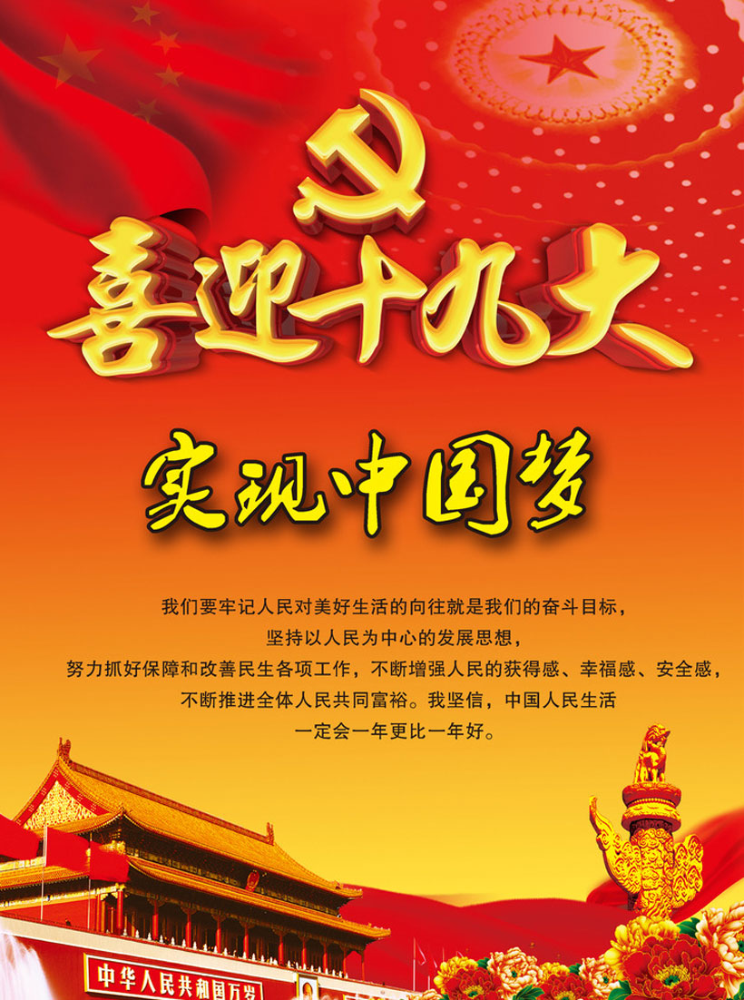 喜迎十九大
实现中国梦
我们要牢记人民对美好生活的向往就是我们的奋斗目标，
坚持以人民为中心的发展思想，
努力抓好保障和改善民生各项工作，不断增强人民的获得感、幸福感、安全感，
不断推进全体人民共同富裕。我坚信，中国人民生活
一定会一年更比一年好。
中华人民共和国万岁